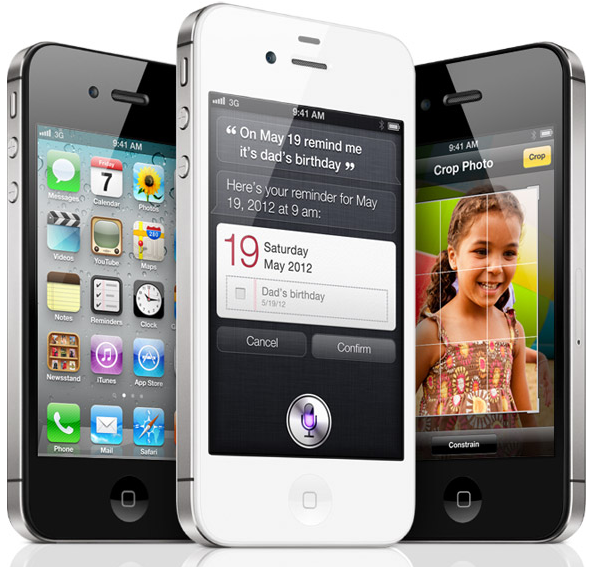 3G
9:41 AM
Messages
Friday
7
Calendar
Photos
Videos
YouTube
280
Maps
Notes
Reminders
Clock
Newsstand
iTunes
App Store
Phone
Mail
Safari
3G
9:41 AM
“ On May 19 remind me
it's dad's birthday ”
Here's your reminder for May
19, 2012 at 9 am:
19 Saturday
May 2012
Dad's birthday
5/19/12
Cancel Confirm
9:41 AM
Crop Photo Crop
Constrain